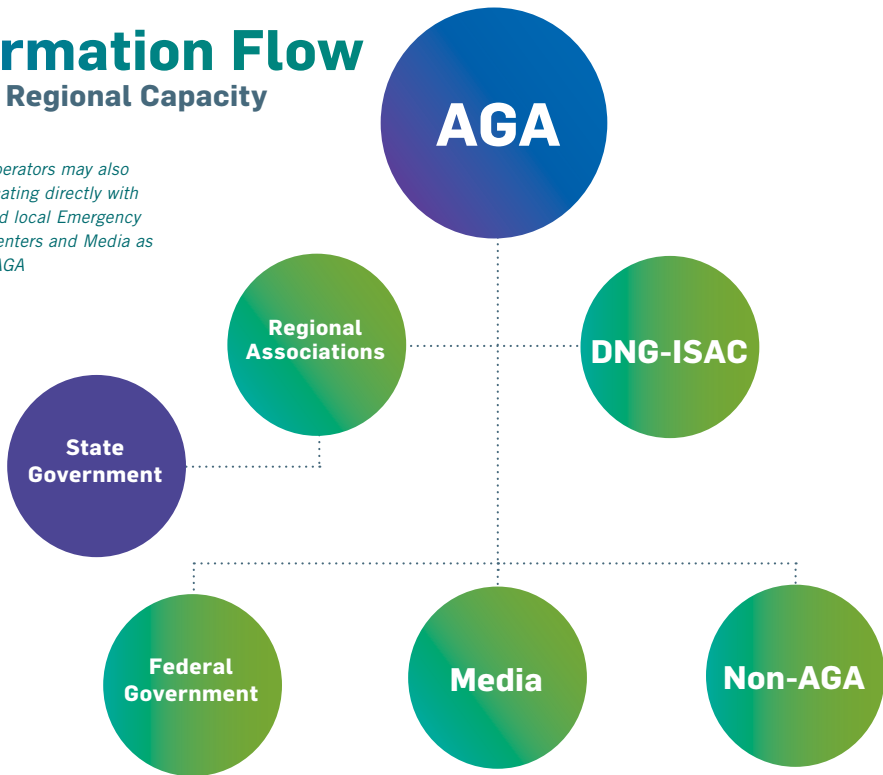 rmation Flow
Regional Capacity
AGA
perators may also
ating directly with
d local Emergency
enters and Media as
AGA
Regional
Associations
DNG-ISAC
State
Government
Federal
Government
Media
Non-AGA